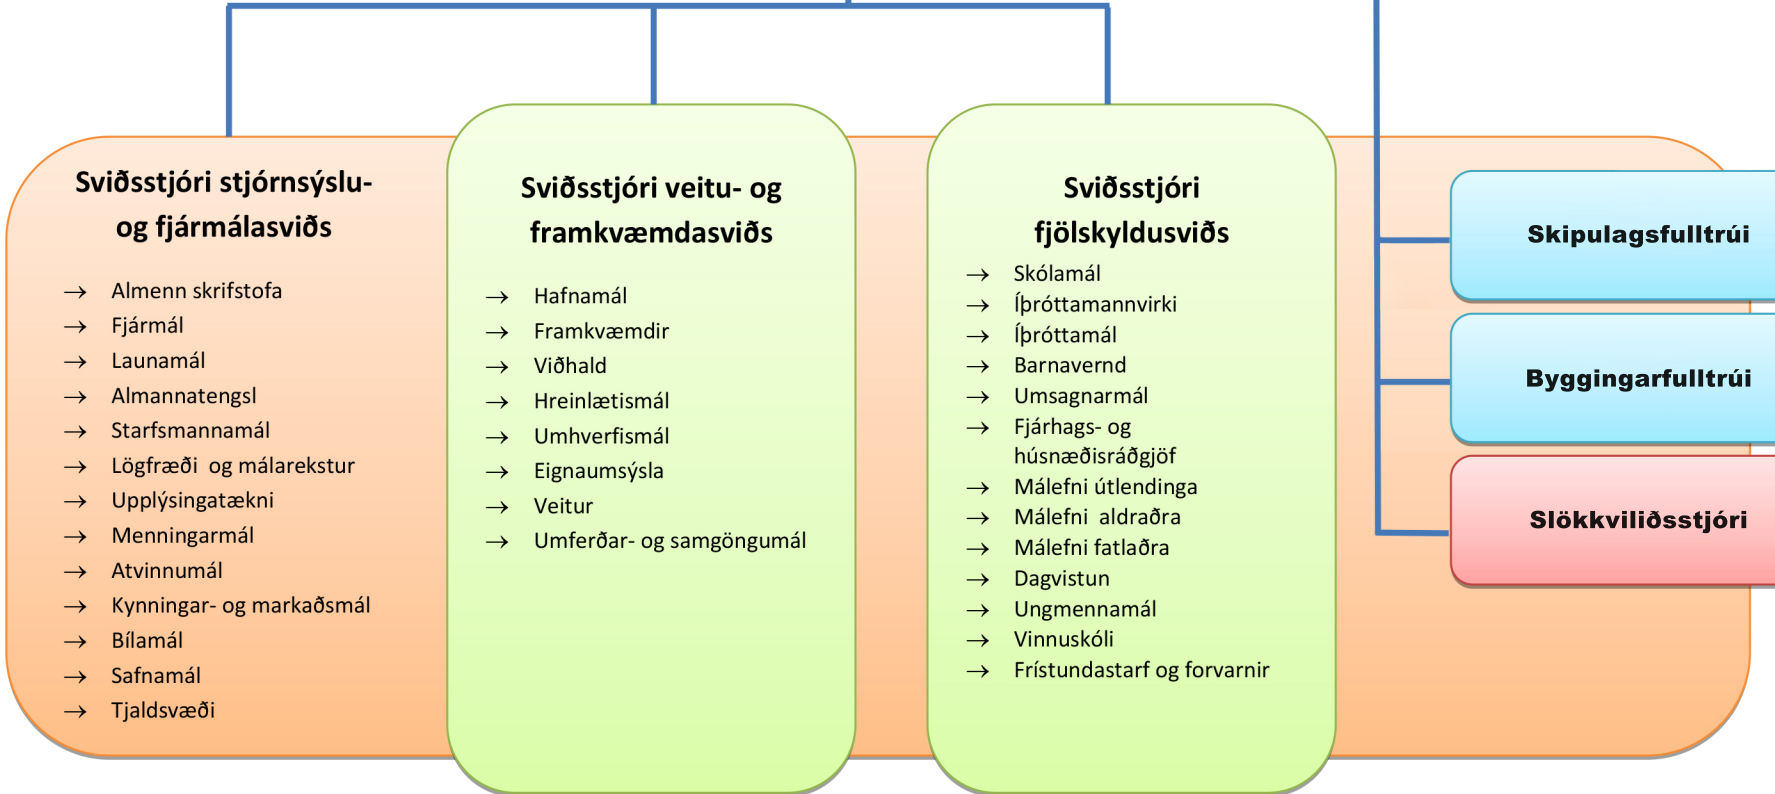 Sviðsstjóri stjórnsýslu-
og fjármálasviðs
→ Almenn skrifstofa
→ Fjármál
→ Launamál
→ Almannatengsl
→ Starfsmannamál
→ Lögfræði og málarekstur
→ Upplýsingatækni
→ Menningarmál
→ Atvinnumál
→ Kynningar- og markaðsmál
→ Bílamál
→ Safnamál
→ Tjaldsvæði
Sviðsstjóri veitu- og
framkvæmdasviðs
→ Hafnamál
→ Framkvæmdir
→ Viðhald
→ Hreinlætismál
→ Umhverfismál
→ Eignaumsýsla
→ Veitur
→ Umferðar- og samgöngumál
Sviðsstjóri
fjölskyldusviðs
→ Skólamál
→ Íþróttamannvirki
→ Íþróttamál
→ Barnavernd
→ Umsagnarmál
→ Fjárhags- og
húsnæðisráðgjöf
→ Málefni útlendinga
→ Málefni aldraðra
→ Málefni fatlaðra
→ Dagvistun
→ Ungmennamál
→ Vinnuskóli
→ Frístundastarf og forvarnir
Skipulagsfulltrúi
Byggingarfulltrúi
Slökkviliðsstjóri